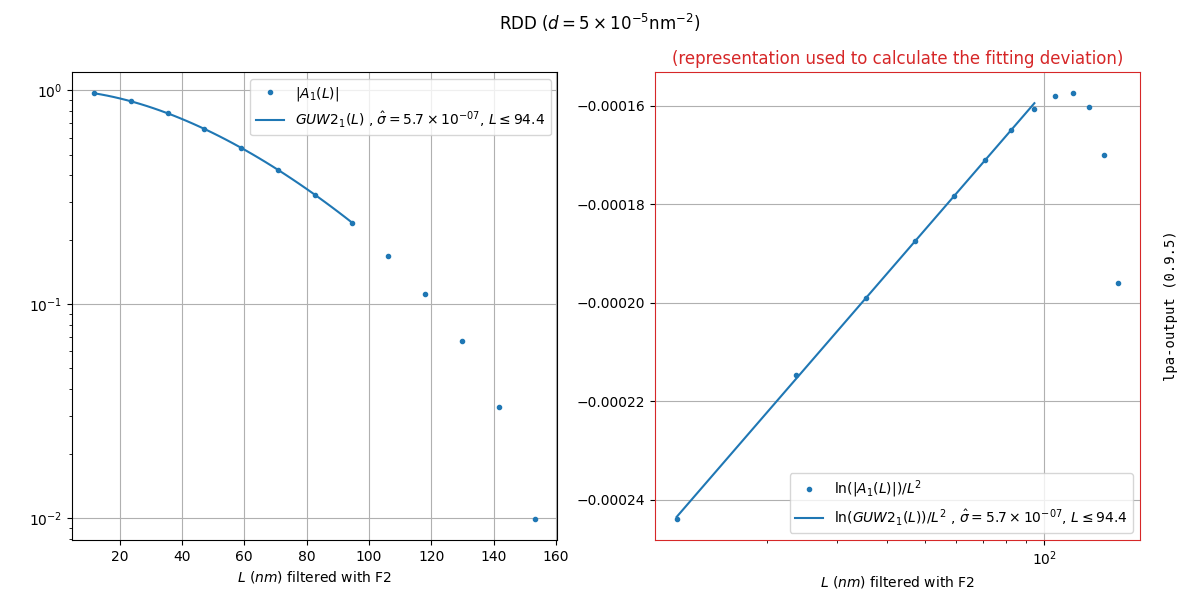 RDD (d = 5 × 10⁻⁵nm⁻²)
|A₁(L)|
GUW2₁(L) , σ̂ = 5.7 × 10⁻⁰⁷, L ≤ 94.4
10⁰
10⁻¹
10⁻²
20 40 60 80 100 120 140 160
L (nm) filtered with F2
(representation used to calculate the fitting deviation)
−0.00016
−0.00018
−0.00020
−0.00022
−0.00024
ln(|A₁(L)|)/L²
ln(GUW2₁(L))/L² , σ̂ = 5.7 × 10⁻⁰⁷, L ≤ 94.4
10²
L (nm) filtered with F2
lpa-output (0.9.5)